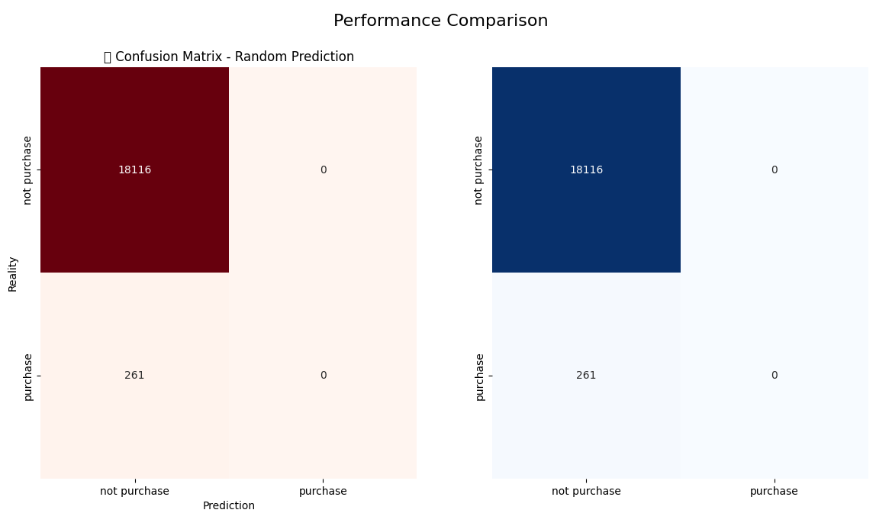 Performance Comparison
▯ Confusion Matrix - Random Prediction
not purchase
18116
0
not purchase
18116
0
Reality
purchase
261
0
purchase
261
0
not purchase
purchase
not purchase
purchase
Prediction